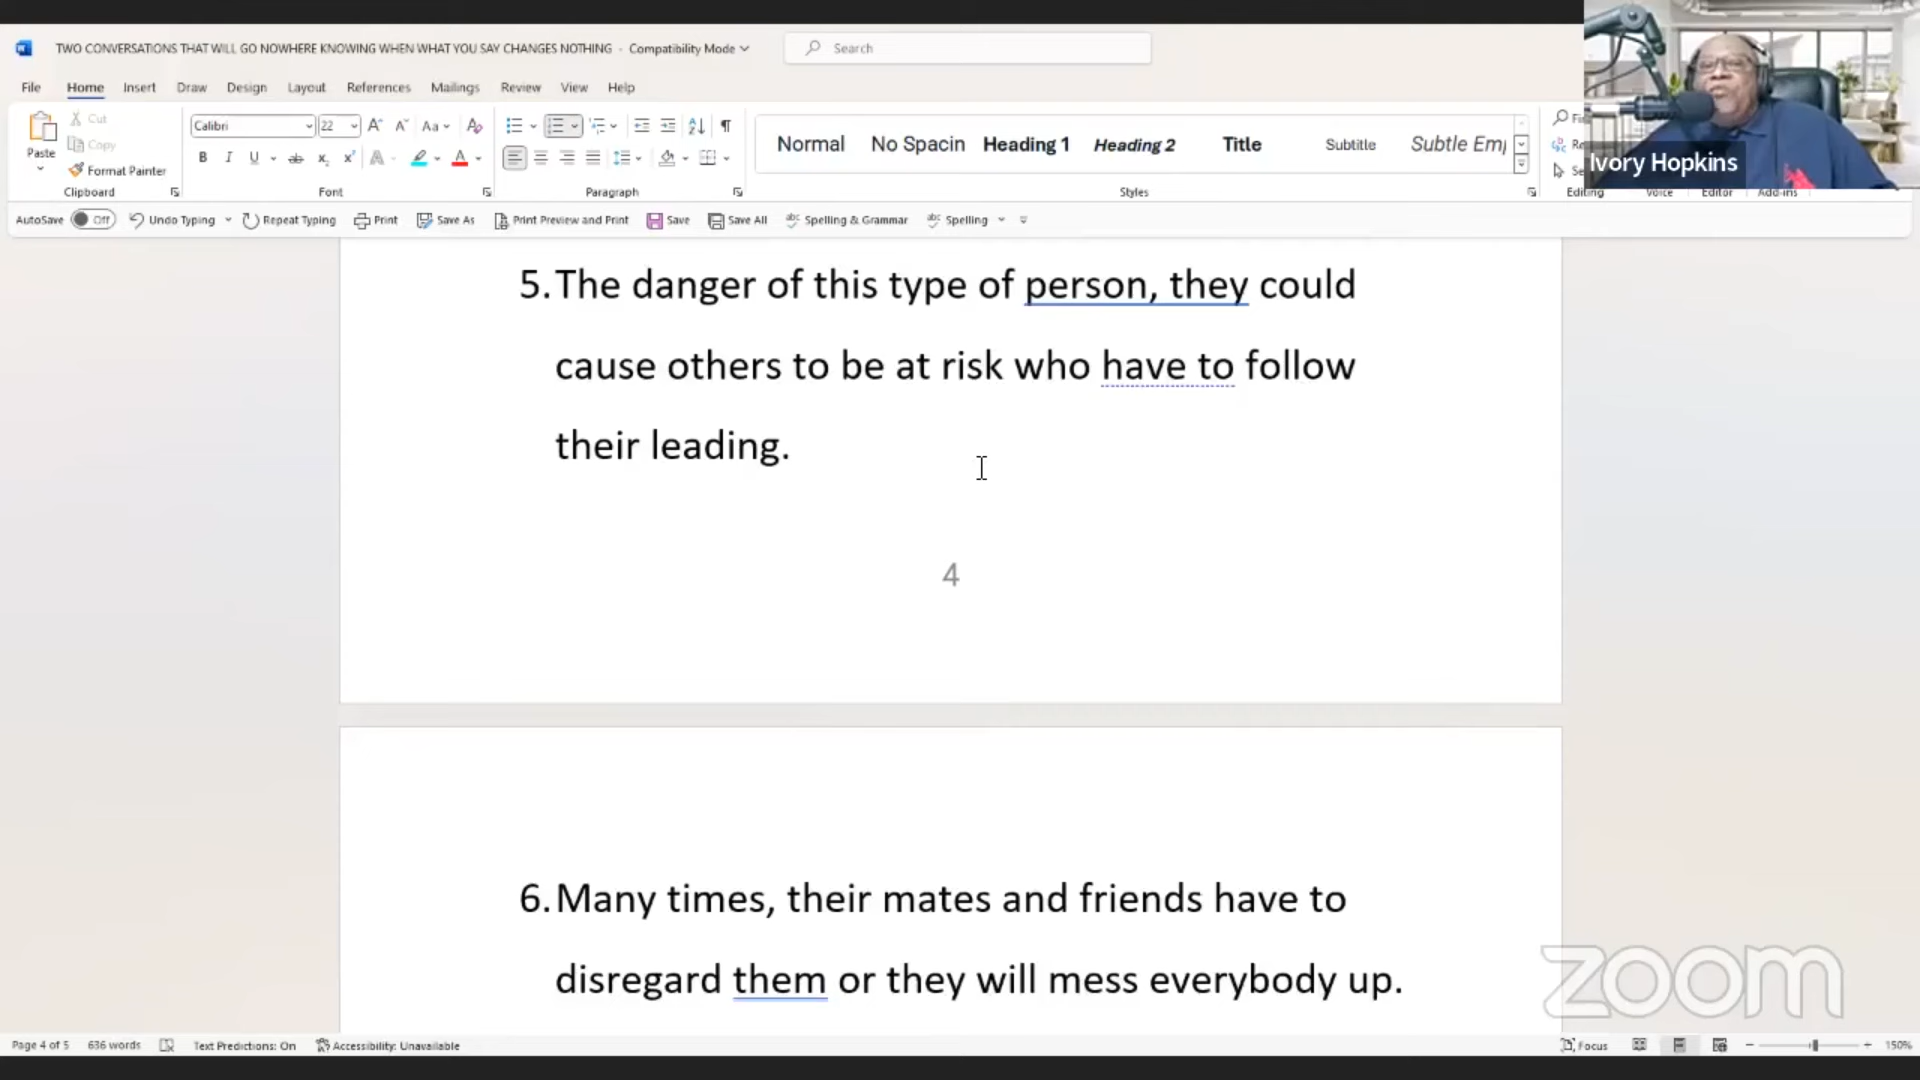 TWO CONVERSATIONS THAT WILL GO NOWHERE KNOWING WHEN WHAT YOU SAY CHANGES NOTHING - Compatibility Mode
Search
File Home Insert Draw Design Layout References Mailings Review View Help
Paste
Cut
Copy
Format Painter
Clipboard
Calibri 22
Font
Paragraph
Normal No Spacin Heading 1 Heading 2 Title Subtitle Subtle Em
Styles
Editing Voice Editor Add-ins
Ivory Hopkins
AutoSave Off Undo Typing Repeat Typing Print Save As Print Preview and Print Save Save All Spelling & Grammar Spelling
5. The danger of this type of person, they could
cause others to be at risk who have to follow
their leading.
4
6. Many times, their mates and friends have to
disregard them or they will mess everybody up.
zoom
Page 4 of 5 636 words Text Predictions: On Accessibility: Unavailable Focus 150%